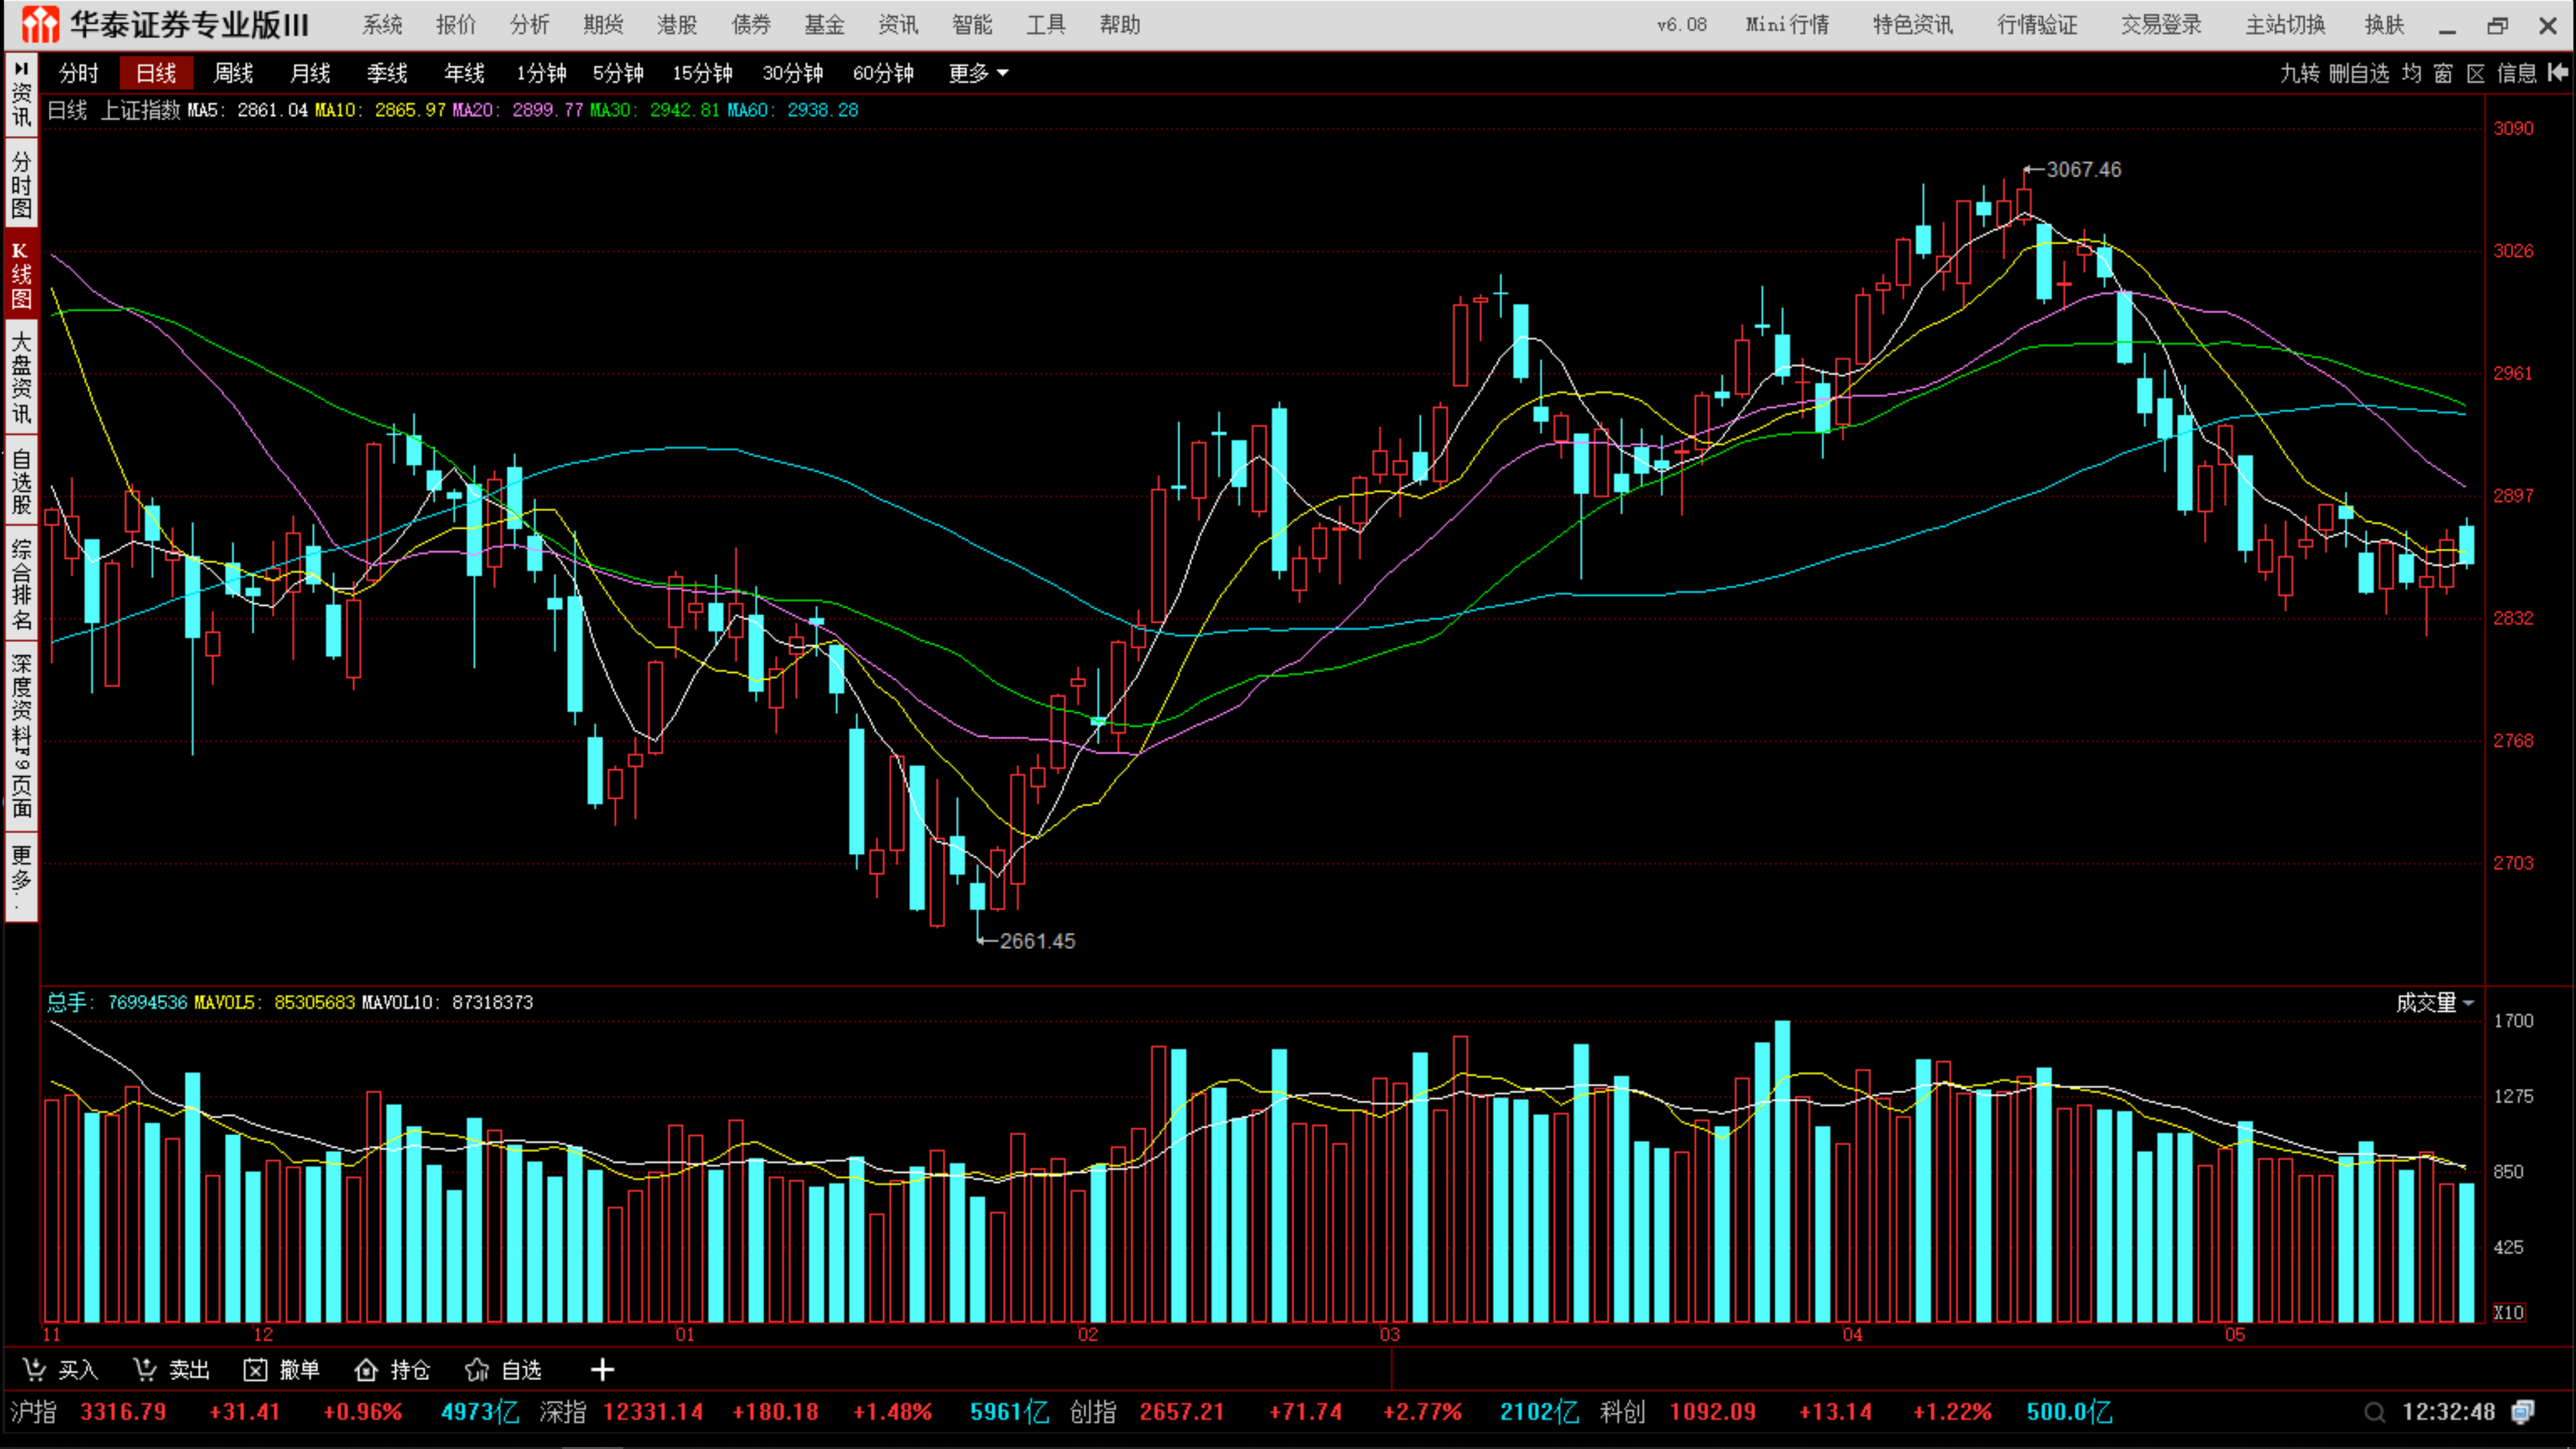 华泰证券专业版III 系统 报价 分析 期货 港股 债券 基金 资讯 智能 工具 帮助 v6.08 Mini行情 特色资讯 行情验证 交易登录 主站切换 换肤
分时 日线 周线 月线 季线 年线 1分钟 5分钟 15分钟 30分钟 60分钟 更多 九转 删自选 均 窗 区 信息
日线 上证指数 MA5: 2861.04 MA10: 2865.97 MA20: 2899.77 MA30: 2942.81 MA60: 2938.28
资讯
分时图
K线图
大盘资讯
自选股
综合排名
深度资料F9页面
更多..
3090
3067.46
3026
2961
2897
2832
2768
2703
2661.45
总手: 76994536 MAVOL5: 85305683 MAVOL10: 87318373 成交量
1700
1275
850
425
X10
11 12 01 02 03 04 05
买入 卖出 撤单 持仓 自选 +
沪指 3316.79 +31.41 +0.96% 4973亿 深指 12331.14 +180.18 +1.48% 5961亿 创指 2657.21 +71.74 +2.77% 2102亿 科创 1092.09 +13.14 +1.22% 500.0亿 12:32:48